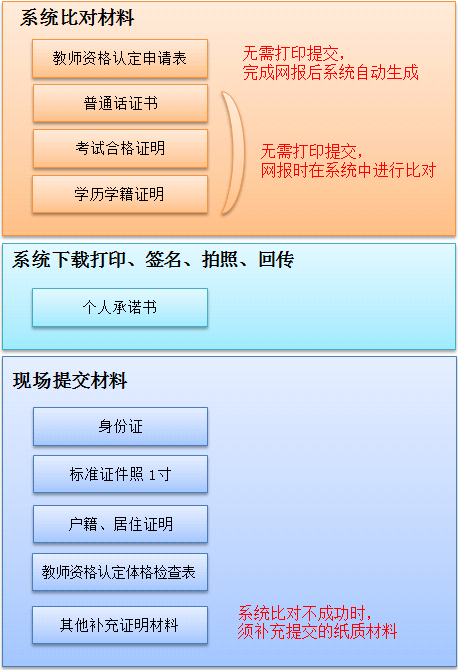 系统比对材料
教师资格认定申请表
无需打印提交,
完成网报后系统自动生成
普通话证书
考试合格证明
无需打印提交,
网报时在系统中进行比对
学历学籍证明
系统下载打印、签名、拍照、回传
个人承诺书
现场提交材料
身份证
标准证件照 1寸
户籍、居住证明
教师资格认定体格检查表
其他补充证明材料
系统比对不成功时,
须补充提交的纸质材料